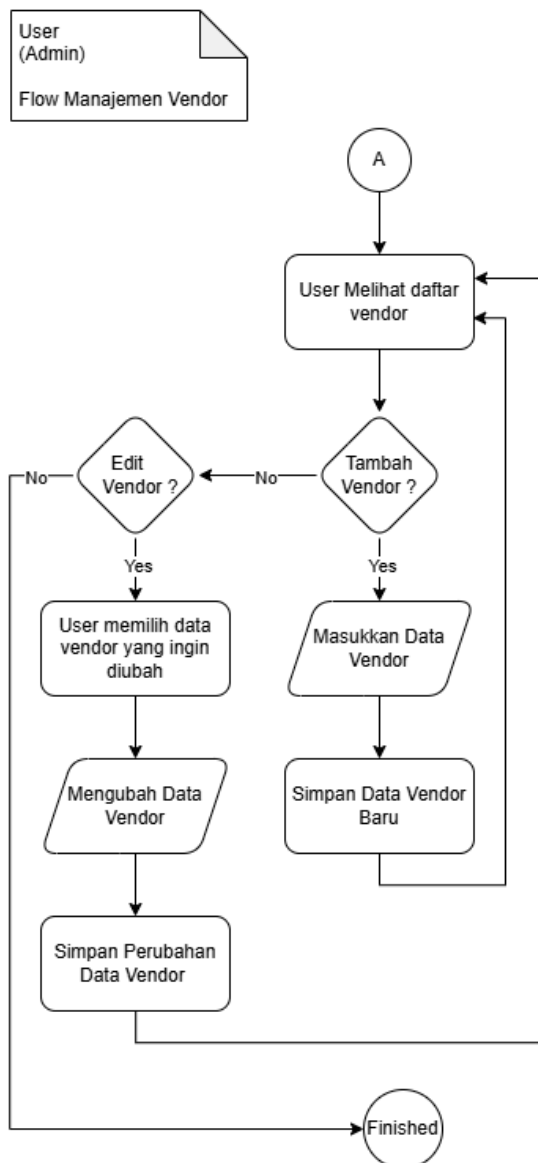 User
(Admin)
Flow Manajemen Vendor
A
User Melihat daftar
vendor
Tambah
Vendor ?
No
Edit
Vendor ?
No
Yes
Yes
User memilih data
vendor yang ingin
diubah
Masukkan Data
Vendor
Mengubah Data
Vendor
Simpan Data Vendor
Baru
Simpan Perubahan
Data Vendor
Finished